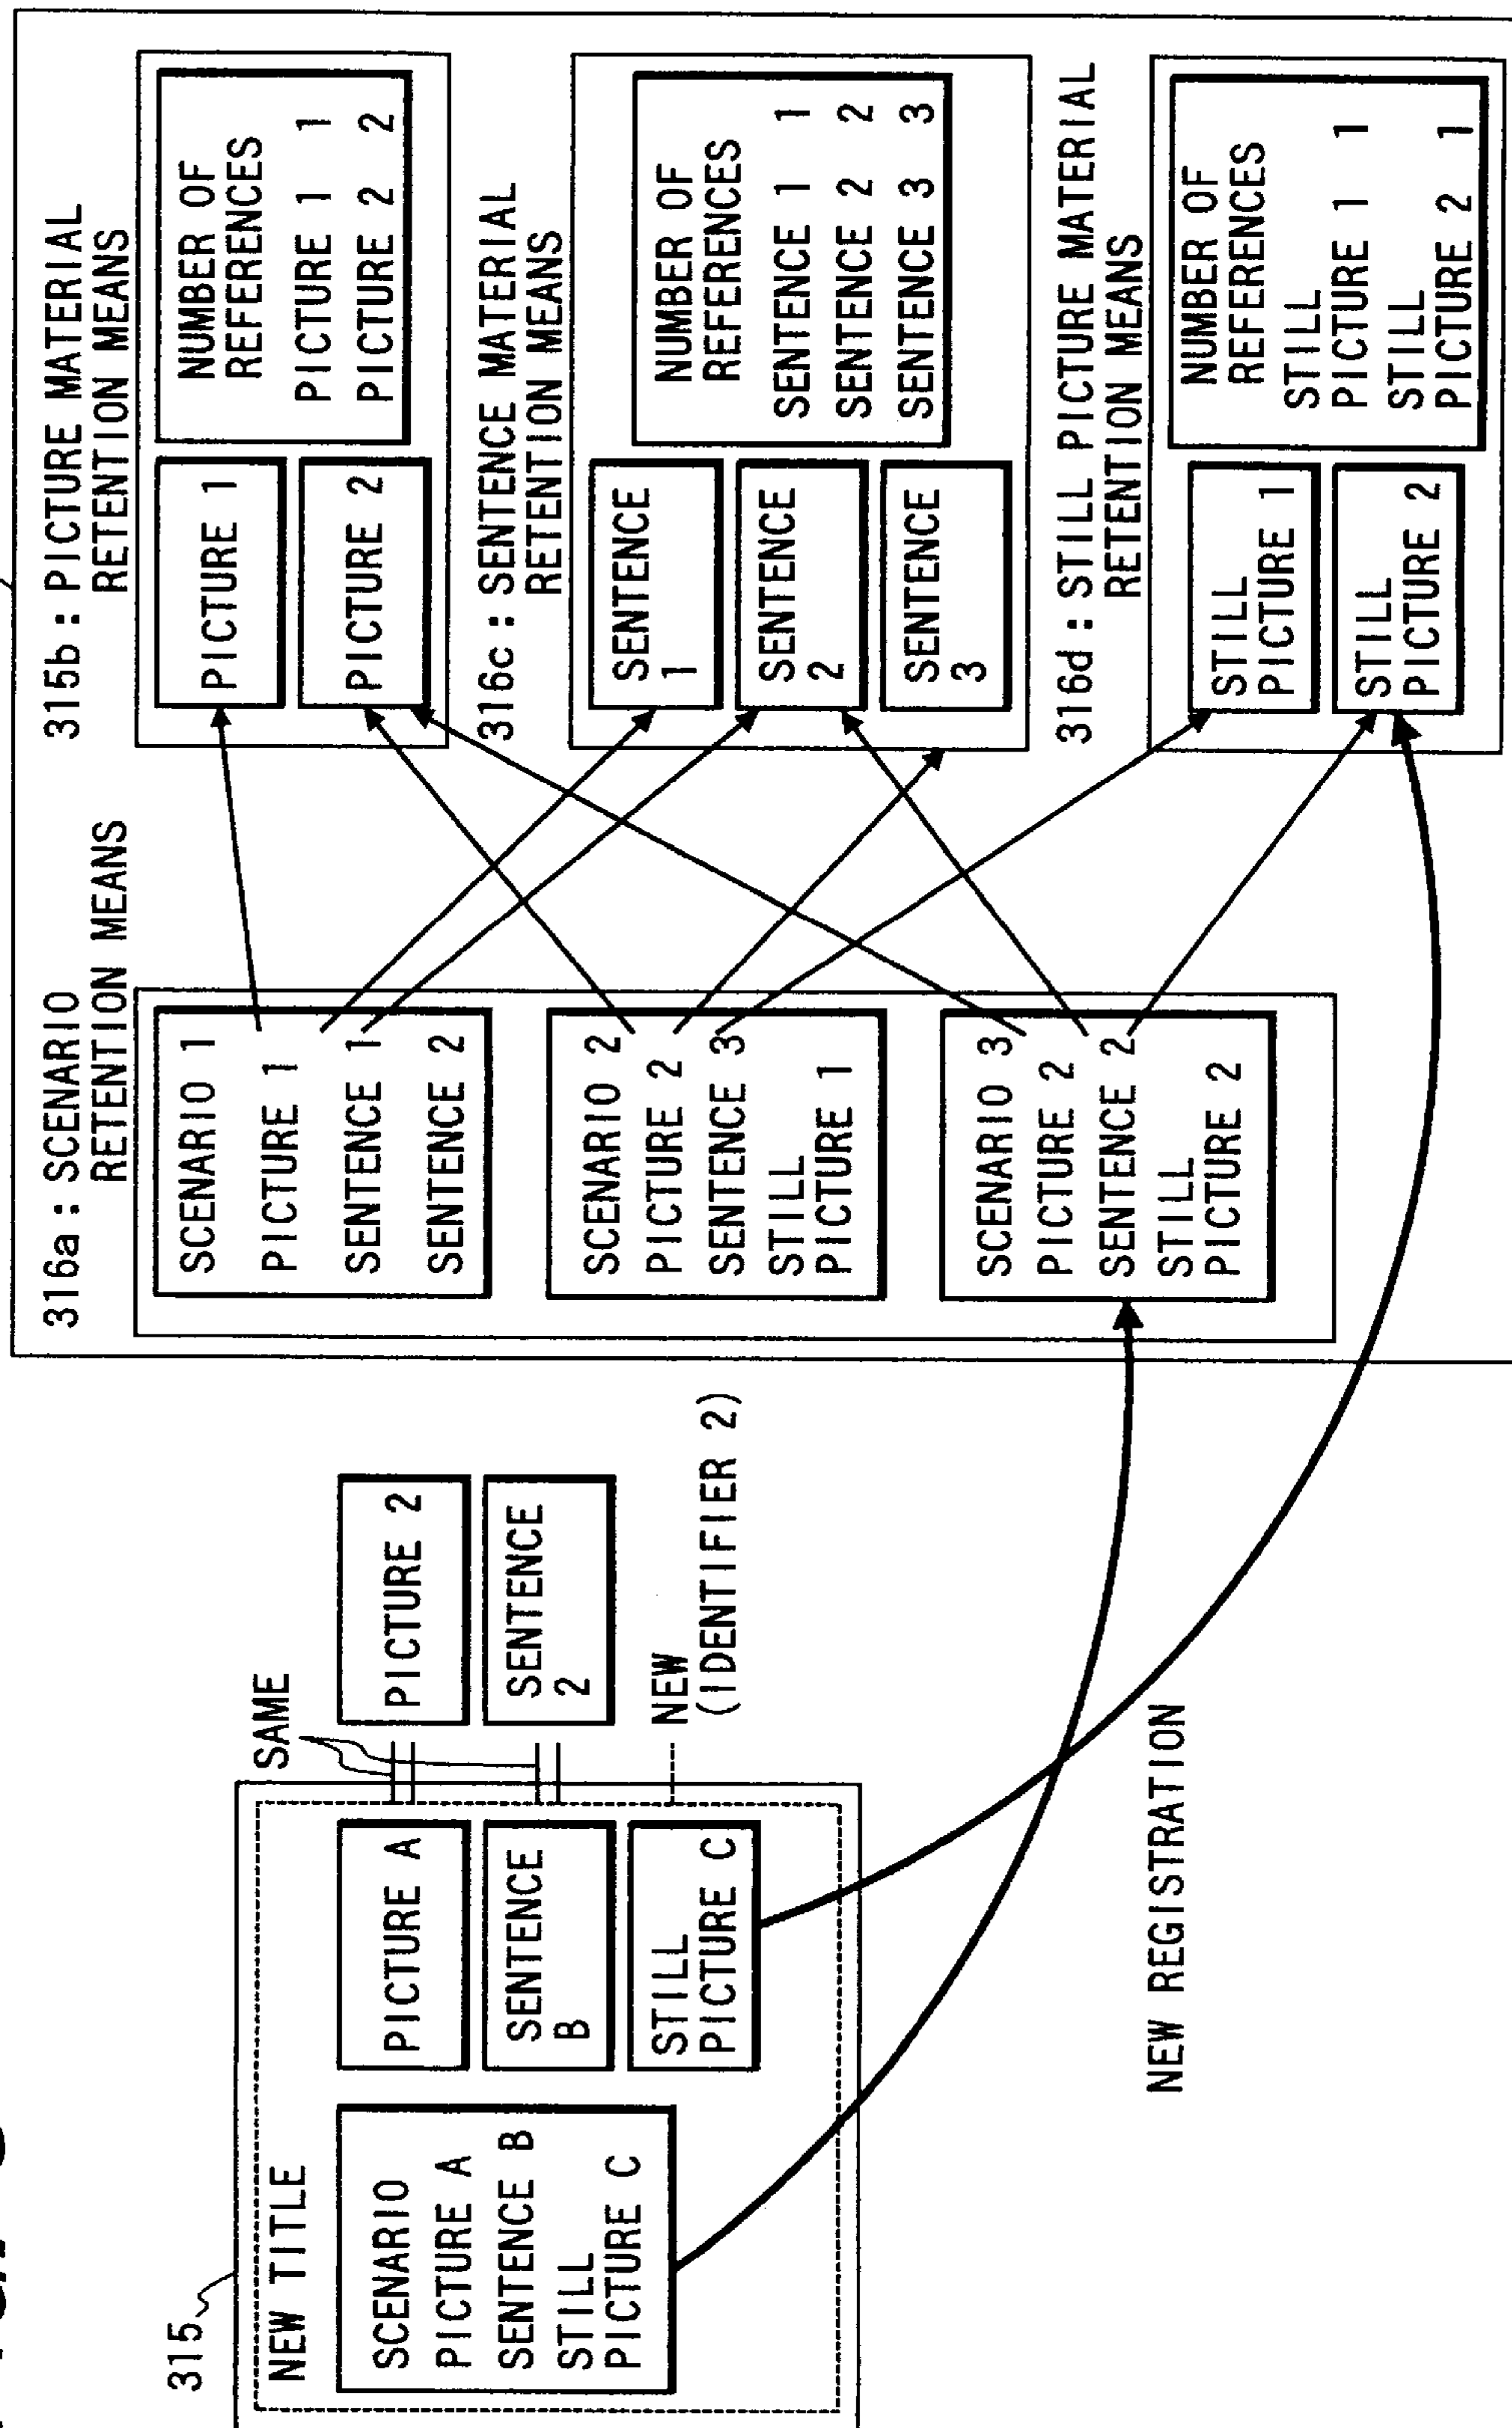 315
NEW TITLE
SCENARIO
PICTURE A
SENTENCE B
STILL
PICTURE C
PICTURE A
SENTENCE
B
STILL
PICTURE C
SAME
PICTURE 2
SENTENCE
2
NEW
(IDENTIFIER 2)
NEW REGISTRATION
316a : SCENARIO
RETENTION MEANS
SCENARIO 1
PICTURE 1
SENTENCE 1
SENTENCE 2
SCENARIO 2
PICTURE 2
SENTENCE 3
STILL
PICTURE 1
SCENARIO 3
PICTURE 2
SENTENCE 2
STILL
PICTURE 2
315b : PICTURE MATERIAL
RETENTION MEANS
PICTURE 1
PICTURE 2
NUMBER OF
REFERENCES
PICTURE 1 1
PICTURE 2 2
316c : SENTENCE MATERIAL
RETENTION MEANS
SENTENCE
1
SENTENCE
2
SENTENCE
3
NUMBER OF
REFERENCES
SENTENCE 1 1
SENTENCE 2 2
SENTENCE 3 3
316d : STILL PICTURE MATERIAL
RETENTION MEANS
STILL
PICTURE 1
STILL
PICTURE 2
NUMBER OF
REFERENCES
STILL
PICTURE 1 1
STILL
PICTURE 2 1